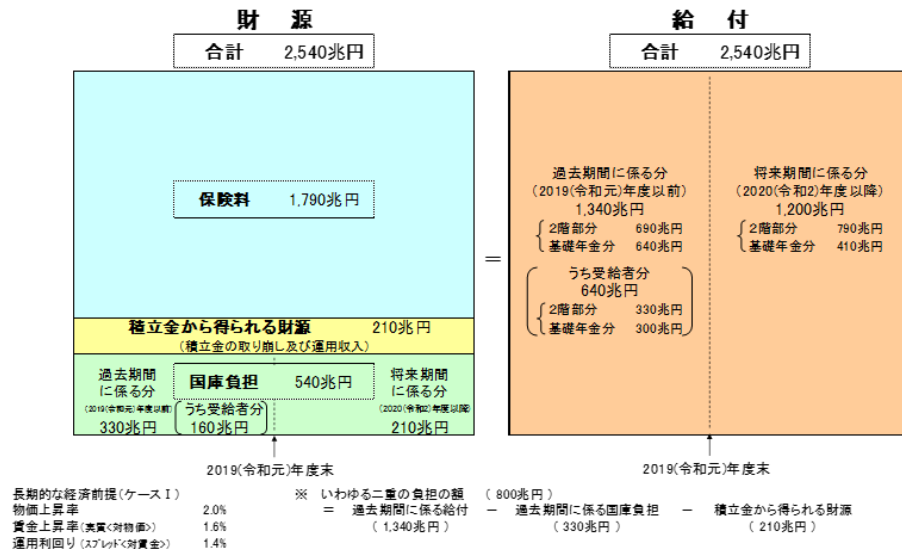 財 源
合計 2,540兆円
保険料 1,790兆円
積立金から得られる財源 210兆円
(積立金の取り崩し及び運用収入)
過去期間
に係る分
(2019(令和元)年度以前)
330兆円
国庫負担 540兆円
うち受給者分
160兆円
将来期間
に係る分
(2020(令和2)年度以降)
210兆円
2019(令和元)年度末
=
給 付
合計 2,540兆円
過去期間に係る分
(2019(令和元)年度以前)
1,340兆円
2階部分 690兆円
基礎年金分 640兆円
うち受給者分
640兆円
2階部分 330兆円
基礎年金分 300兆円
将来期間に係る分
(2020(令和2)年度以降)
1,200兆円
2階部分 790兆円
基礎年金分 410兆円
2019(令和元)年度末
長期的な経済前提(ケースⅠ)
物価上昇率 2.0%
賃金上昇率(実質<対物価>) 1.6%
運用利回り(スプレッド<対賃金>) 1.4%
※ いわゆる二重の負担の額 (800兆円)
= 過去期間に係る給付 - 過去期間に係る国庫負担 - 積立金から得られる財源
(1,340兆円) (330兆円) (210兆円)